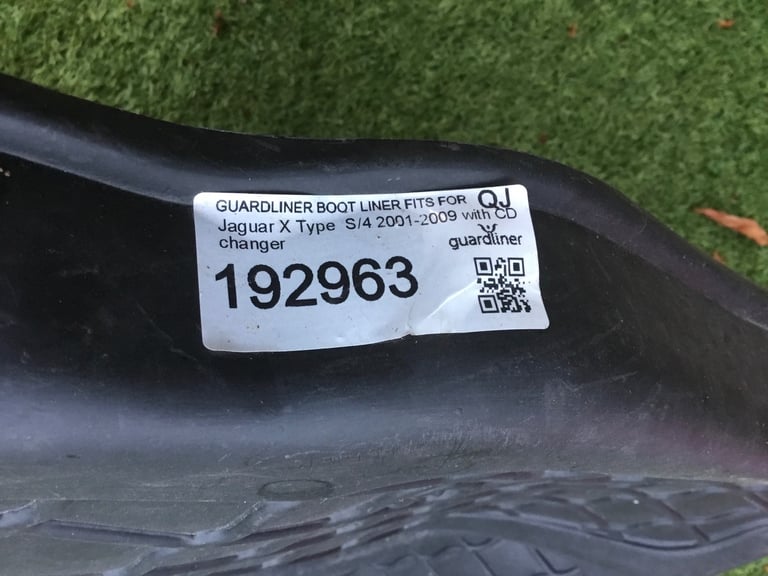 GUARDLINER BOOT LINER FITS FOR QJ
Jaguar X Type S/4 2001-2009 with CD
changer
guardliner
192963